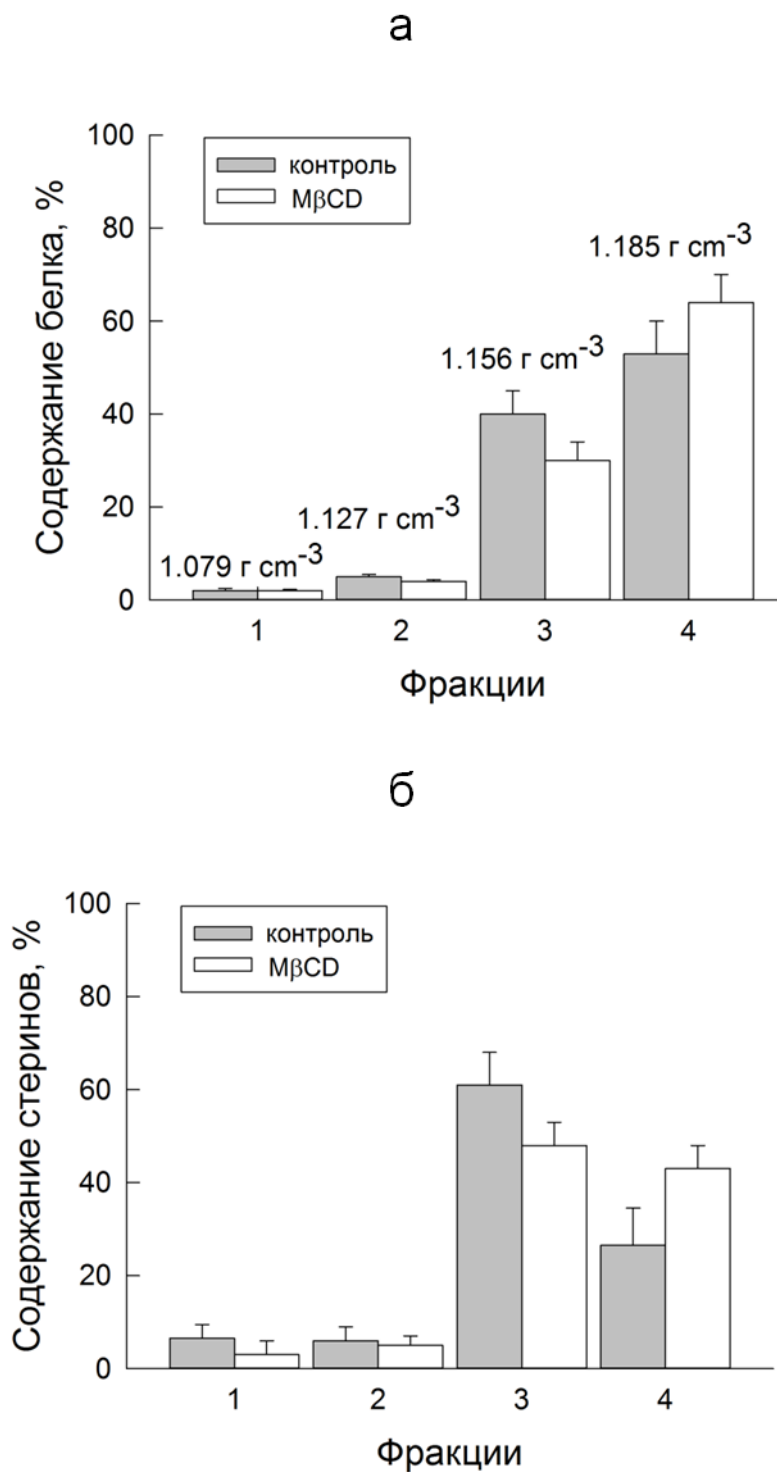 а
Содержание белка, %
100
80
60
40
20
0
контроль
MβCD
1.079 г cm-3
1.127 г cm-3
1.156 г cm-3
1.185 г cm-3
1 2 3 4
Фракции
б
Содержание стеринов, %
100
80
60
40
20
0
контроль
MβCD
1 2 3 4
Фракции